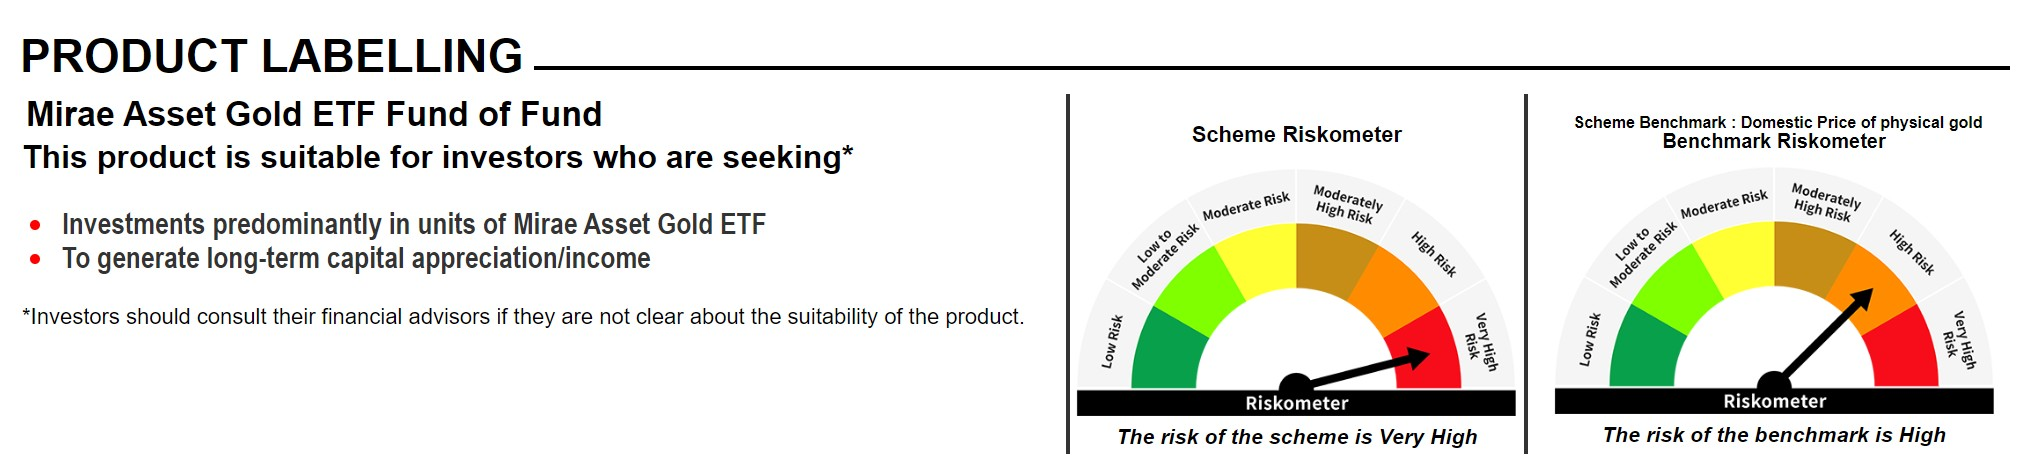 PRODUCT LABELLING
Mirae Asset Gold ETF Fund of Fund
This product is suitable for investors who are seeking*
• Investments predominantly in units of Mirae Asset Gold ETF
• To generate long-term capital appreciation/income
*Investors should consult their financial advisors if they are not clear about the suitability of the product.
Scheme Riskometer
Low Risk
Low to
Moderate Risk
Moderate Risk
Moderately
High Risk
High Risk
Very High
Risk
Riskometer
The risk of the scheme is Very High
Scheme Benchmark : Domestic Price of physical gold
Benchmark Riskometer
Low Risk
Low to
Moderate Risk
Moderate Risk
Moderately
High Risk
High Risk
Very High
Risk
Riskometer
The risk of the benchmark is High